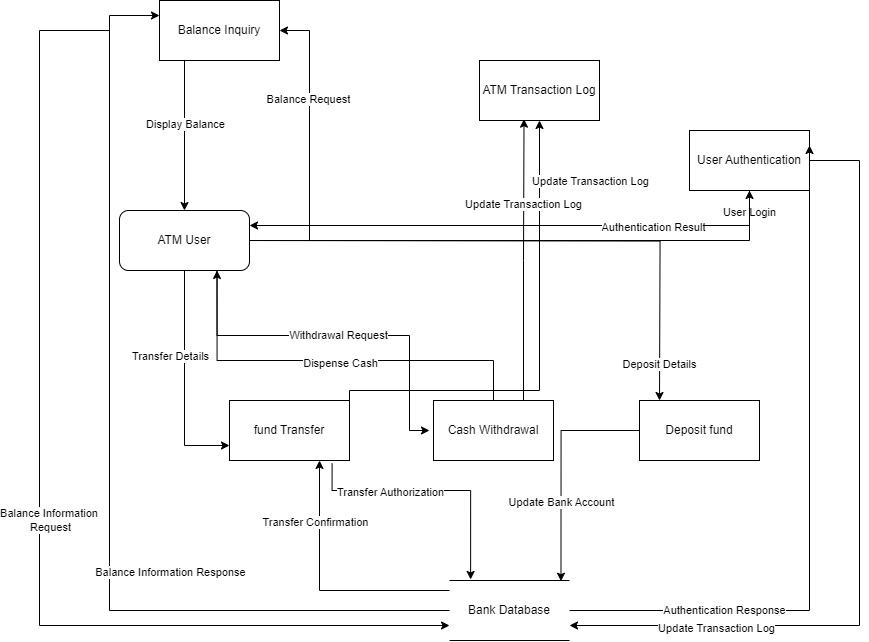 Balance Inquiry
ATM Transaction Log
Balance Request
Display Balance
User Authentication
Update Transaction Log
Update Transaction Log
User Login
Authentication Result
ATM User
Withdrawal Request
Transfer Details
Dispense Cash
Deposit Details
fund Transfer
Cash Withdrawal
Deposit fund
Transfer Authorization
Update Bank Account
Balance Information
Request
Transfer Confirmation
Balance Information Response
Bank Database
Authentication Response
Update Transaction Log